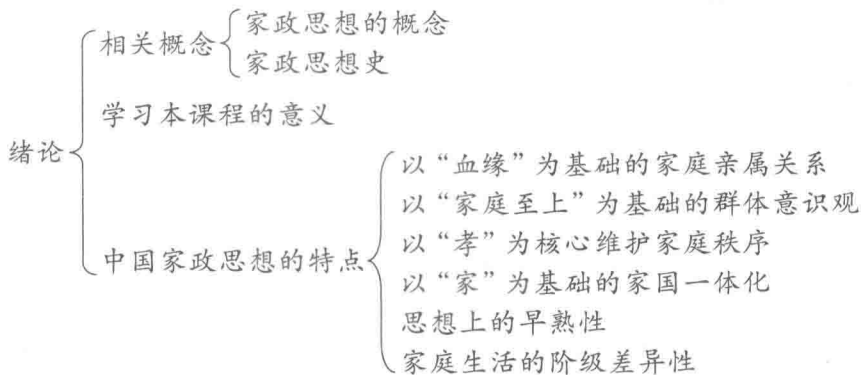 绪论
相关概念
家政思想的概念
家政思想史
学习本课程的意义
中国家政思想的特点
以“血缘”为基础的家庭亲属关系
以“家庭至上”为基础的群体意识观
以“孝”为核心维护家庭秩序
以“家”为基础的家国一体化
思想上的早熟性
家庭生活的阶级差异性